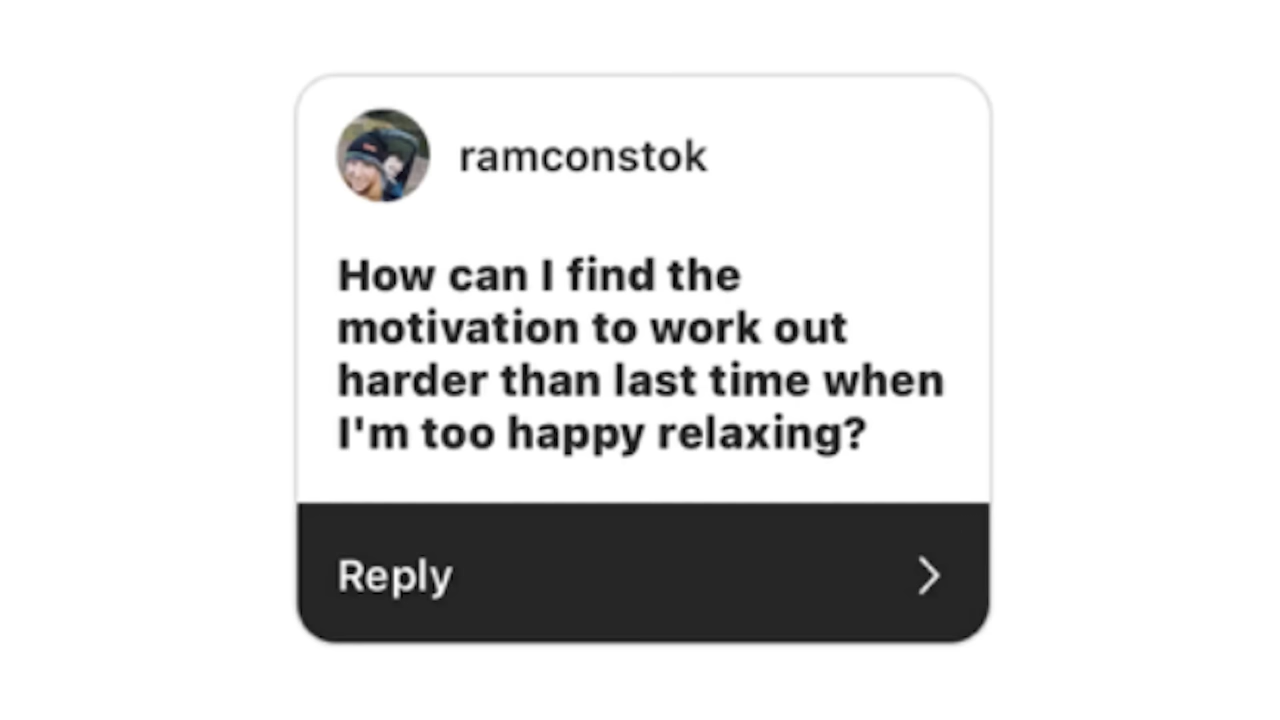 ramconstok
How can I find the
motivation to work out
harder than last time when
I'm too happy relaxing?
Reply